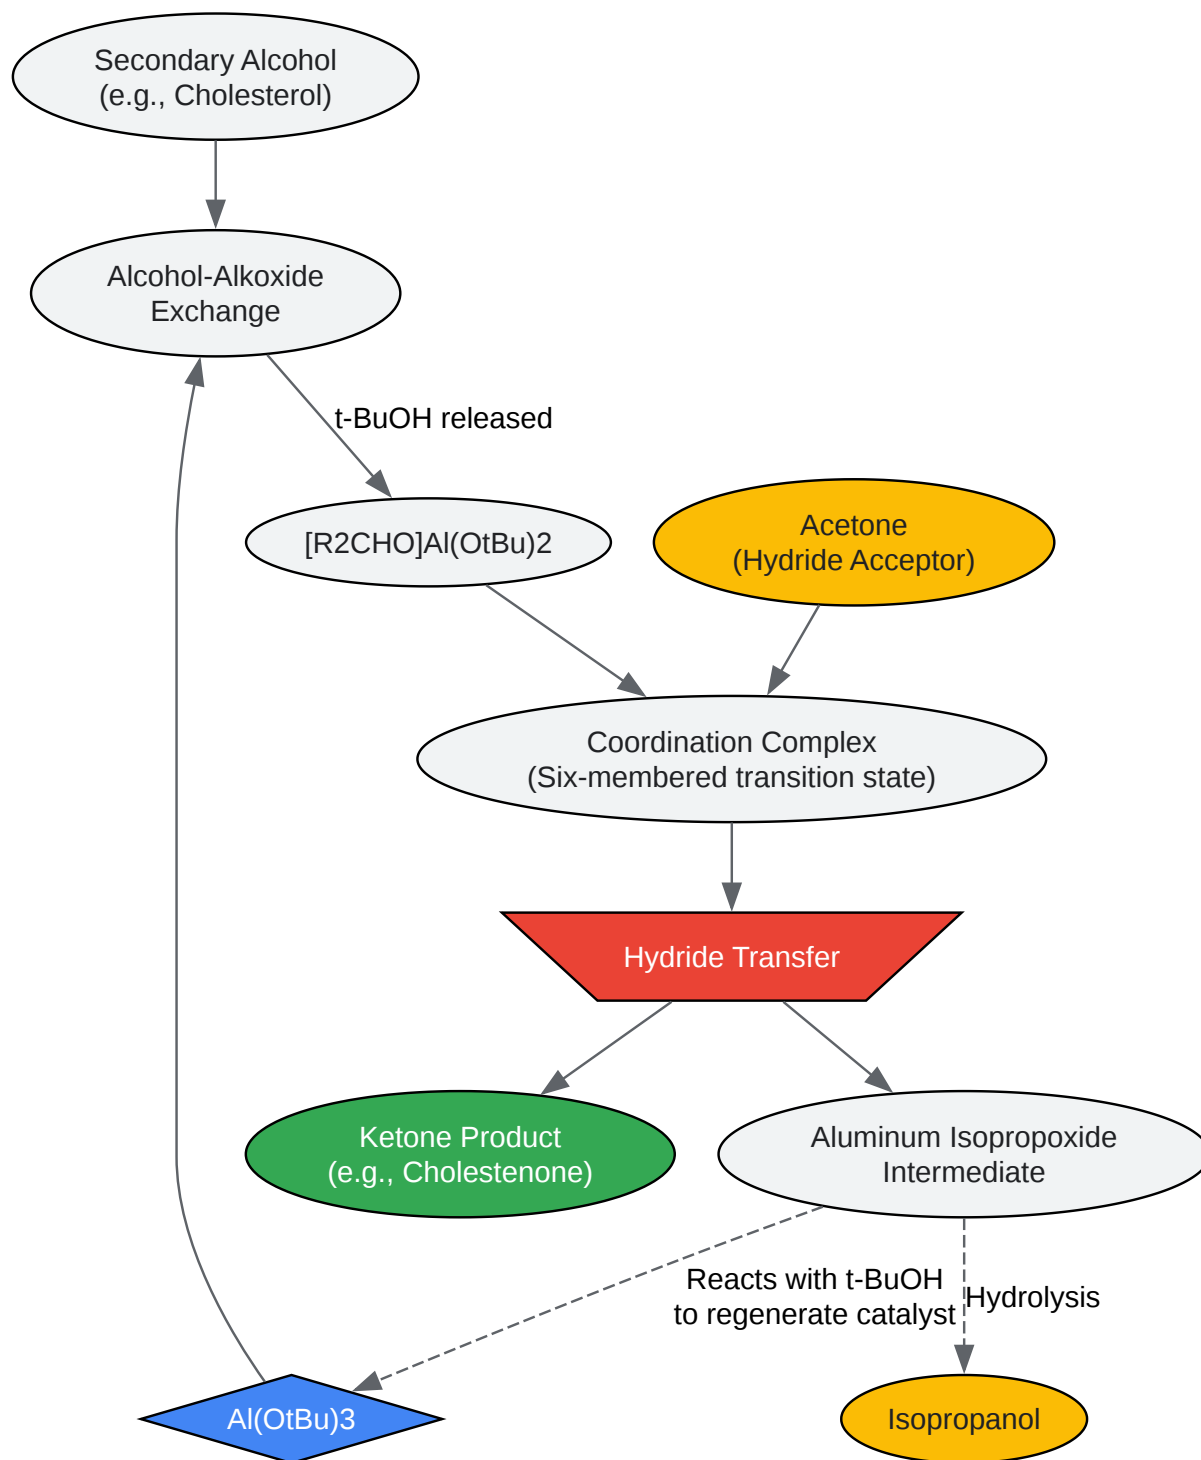 Secondary Alcohol
(e.g., Cholesterol)
Alcohol-Alkoxide
Exchange
t-BuOH released
[R2CHO]Al(OtBu)2
Acetone
(Hydride Acceptor)
Coordination Complex
(Six-membered transition state)
Hydride Transfer
Ketone Product
(e.g., Cholestenone)
Aluminum Isopropoxide
Intermediate
Reacts with t-BuOH
to regenerate catalyst
Hydrolysis
Al(OtBu)3
Isopropanol